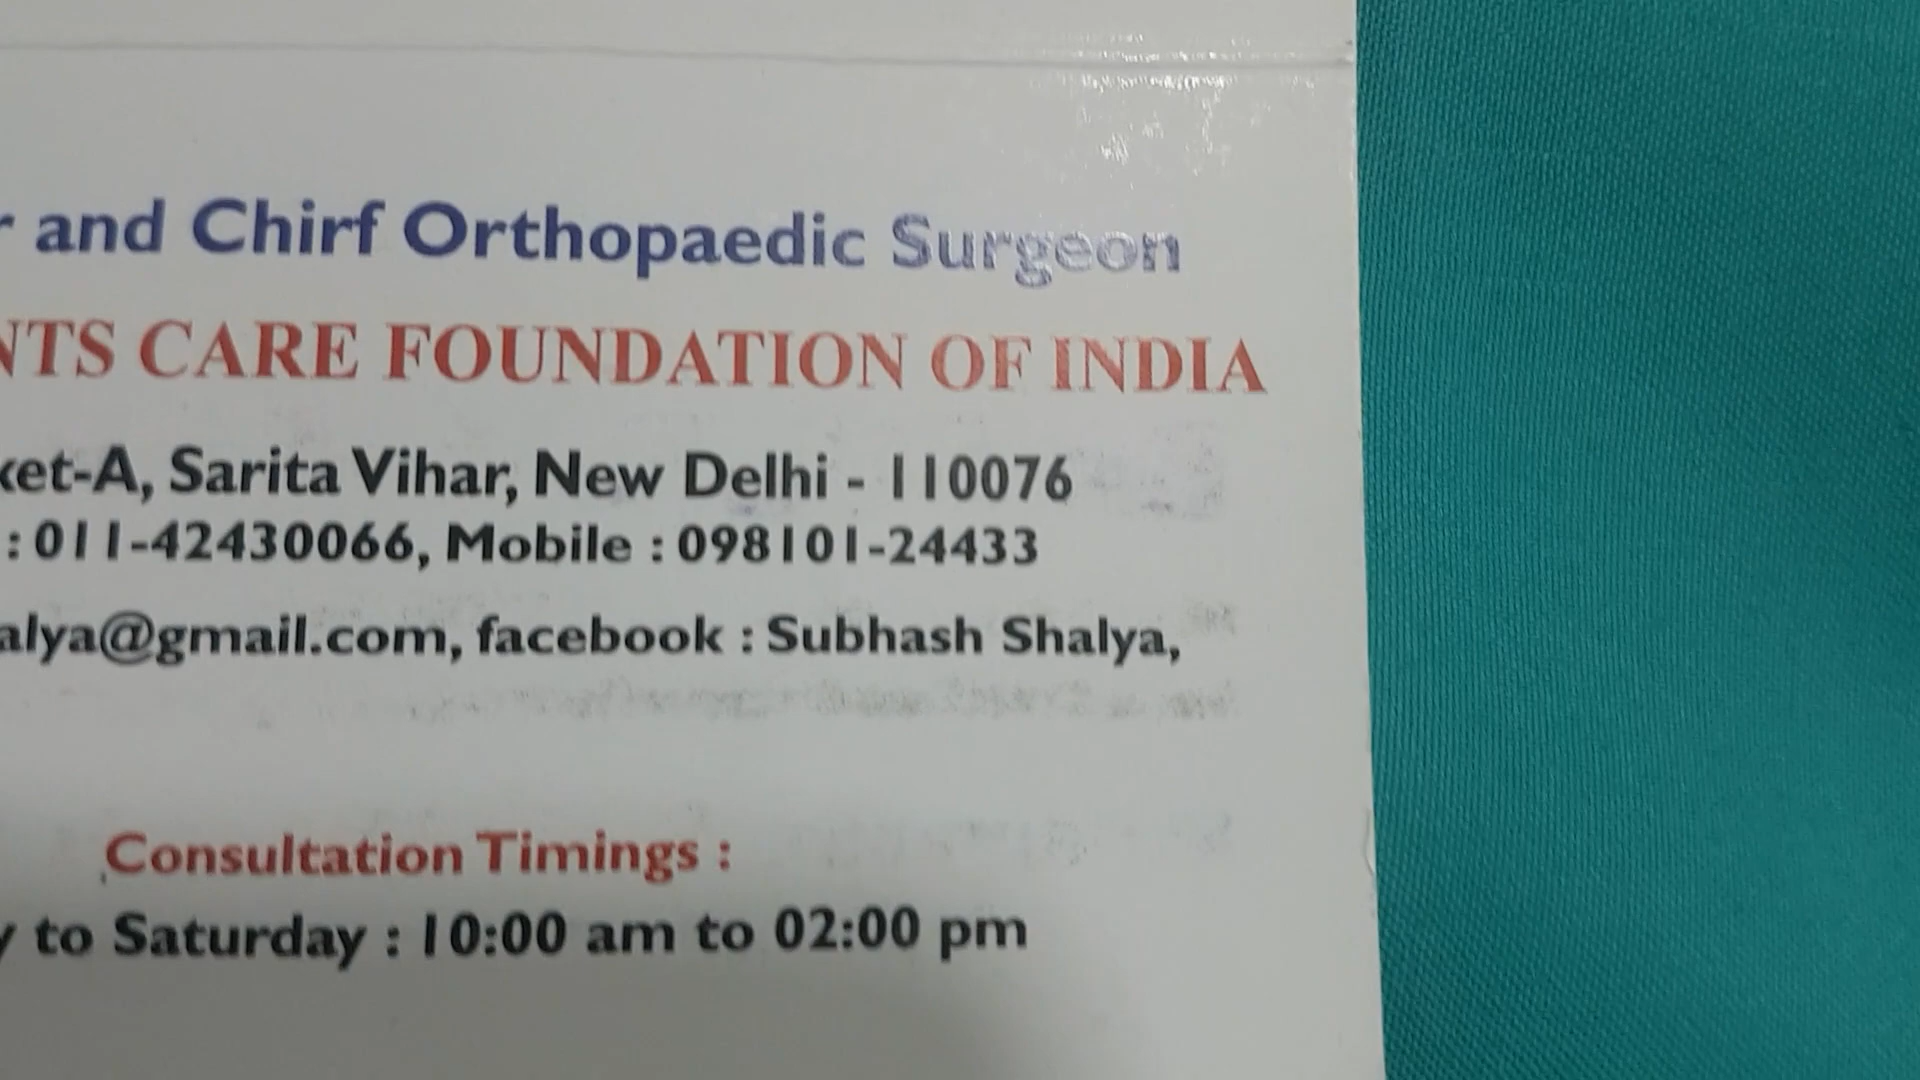 r and Chirf Orthopaedic Surgeon
NTS CARE FOUNDATION OF INDIA
ket-A, Sarita Vihar, New Delhi - 110076
: 011-42430066, Mobile : 098101-24433
alya@gmail.com, facebook : Subhash Shalya,
Consultation Timings :
y to Saturday : 10:00 am to 02:00 pm